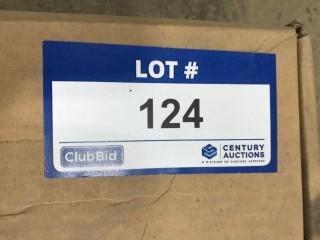 LOT #
124
ClubBid
CENTURY
AUCTIONS
A DIVISION OF CENTURY SERVICES